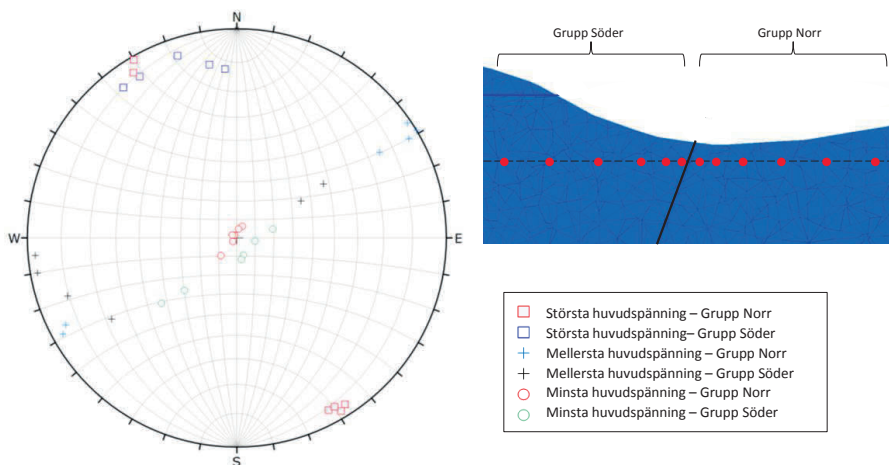 N
W
E
S
Grupp Söder
Grupp Norr
Största huvudspänning – Grupp Norr
Största huvudspänning– Grupp Söder
Mellersta huvudspänning – Grupp Norr
Mellersta huvudspänning – Grupp Söder
Minsta huvudspänning – Grupp Norr
Minsta huvudspänning – Grupp Söder